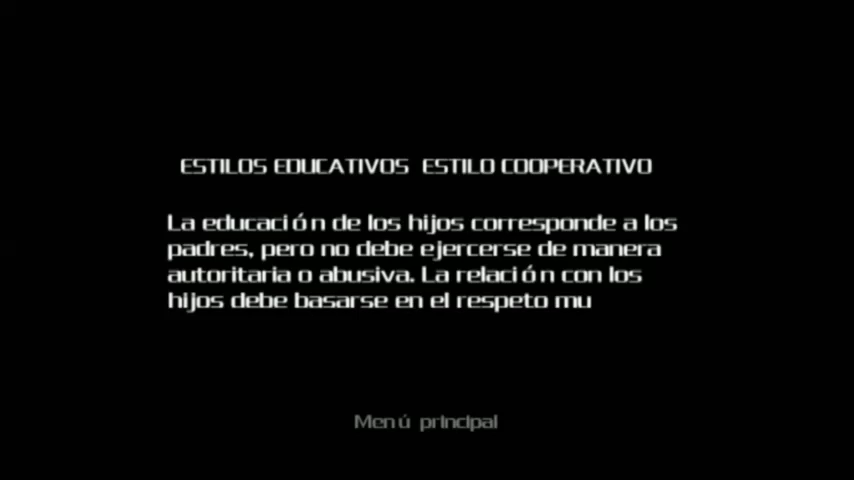 ESTILOS EDUCATIVOS ESTILO COOPERATIVO
La educación de los hijos corresponde a los
padres, pero no debe ejercerse de manera
autoritaria o abusiva. La relación con los
hijos debe basarse en el respeto mu
Menú principal